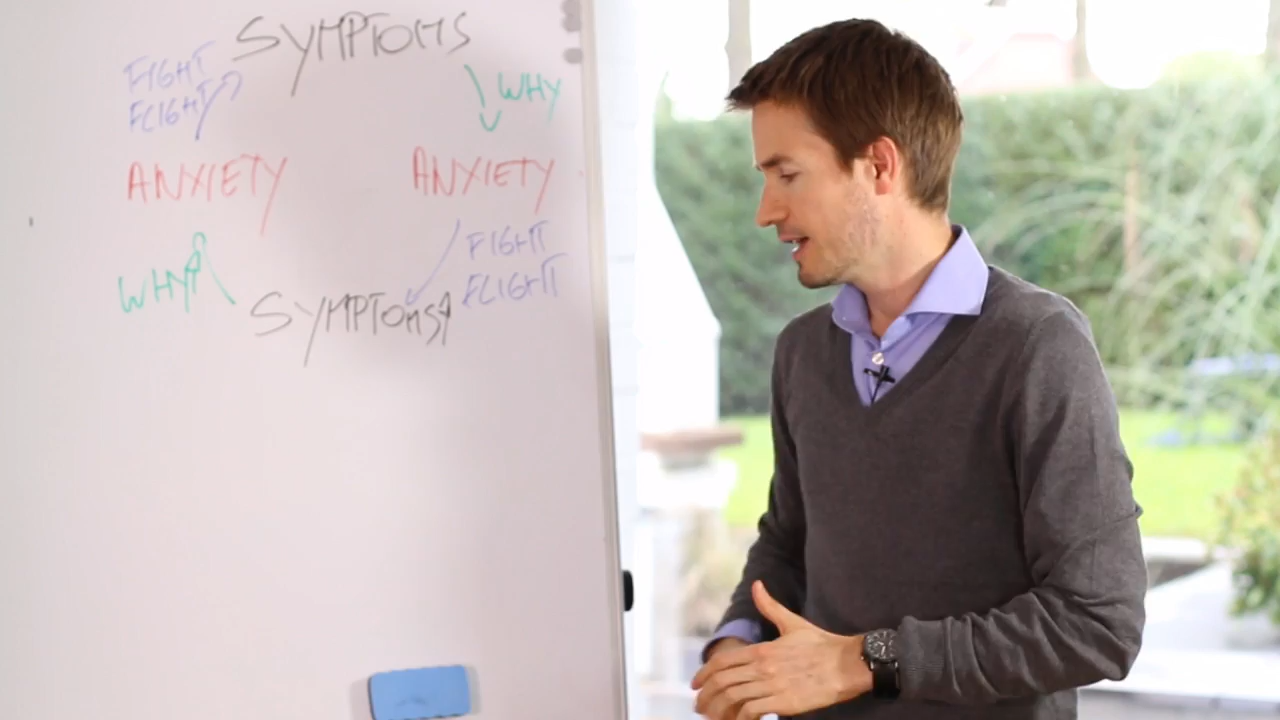 SYMPTOMS
FIGHT
FLIGHT
WHY
ANXIETY
ANXIETY
FIGHT
FLIGHT
WHY
SYMPTOMS